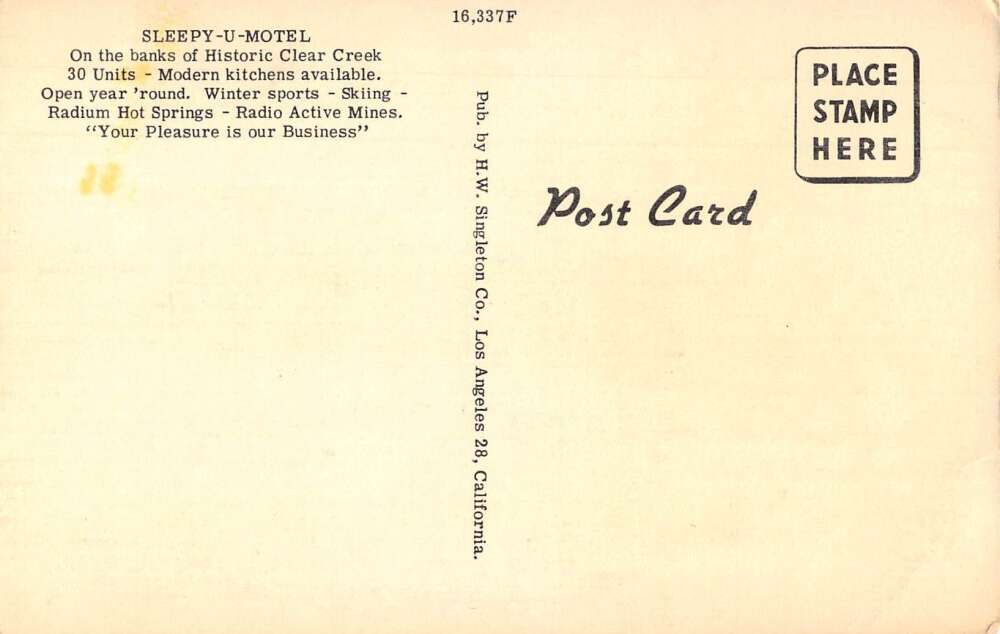 16,337F
SLEEPY-U-MOTEL
On the banks of Historic Clear Creek
30 Units - Modern kitchens available.
Open year 'round. Winter sports - Skiing -
Radium Hot Springs - Radio Active Mines.
"Your Pleasure is our Business"
Pub. by H.W. Singleton Co., Los Angeles 28, California.
PLACE
STAMP
HERE
Post Card